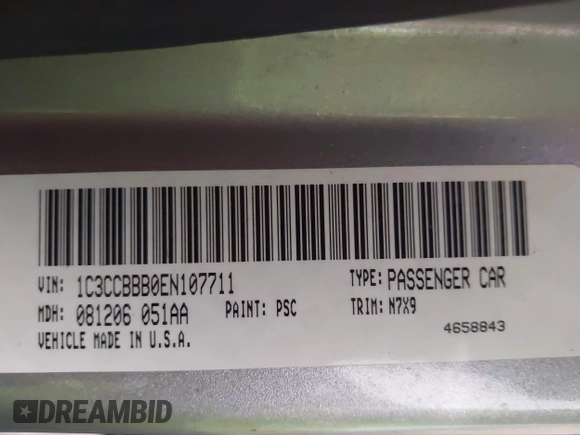 VIN: 1C3CCBBB0EN107711 TYPE: PASSENGER CAR
MDH: 081206 051AA PAINT: PSC TRIM: N7X9
VEHICLE MADE IN U.S.A. 4658843
DREAMBID